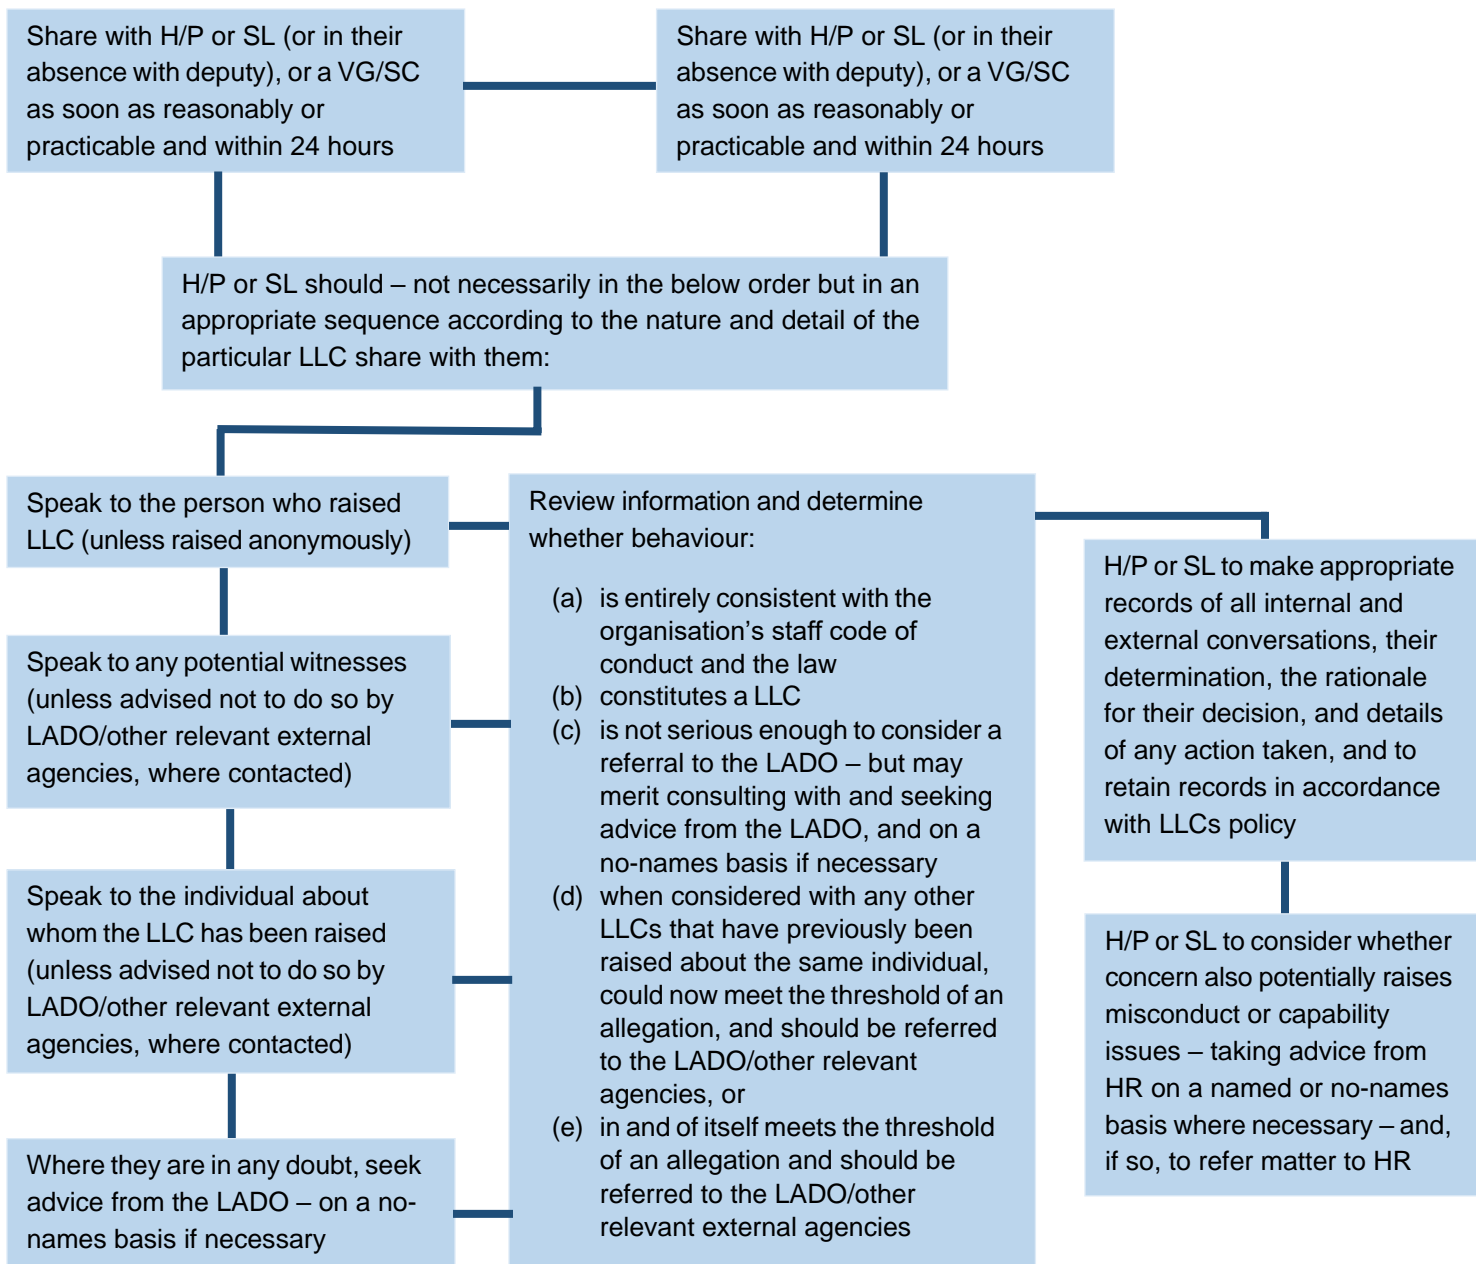 Share with H/P or SL (or in their
absence with deputy), or a VG/SC
as soon as reasonably or
practicable and within 24 hours
Share with H/P or SL (or in their
absence with deputy), or a VG/SC
as soon as reasonably or
practicable and within 24 hours
H/P or SL should – not necessarily in the below order but in an
appropriate sequence according to the nature and detail of the
particular LLC share with them:
Speak to the person who raised
LLC (unless raised anonymously)
Speak to any potential witnesses
(unless advised not to do so by
LADO/other relevant external
agencies, where contacted)
Speak to the individual about
whom the LLC has been raised
(unless advised not to do so by
LADO/other relevant external
agencies, where contacted)
Where they are in any doubt, seek
advice from the LADO – on a no-
names basis if necessary
Review information and determine
whether behaviour:
(a) is entirely consistent with the
organisation’s staff code of
conduct and the law
(b) constitutes a LLC
(c) is not serious enough to consider a
referral to the LADO – but may
merit consulting with and seeking
advice from the LADO, and on a
no-names basis if necessary
(d) when considered with any other
LLCs that have previously been
raised about the same individual,
could now meet the threshold of an
allegation, and should be referred
to the LADO/other relevant
agencies, or
(e) in and of itself meets the threshold
of an allegation and should be
referred to the LADO/other
relevant external agencies
H/P or SL to make appropriate
records of all internal and
external conversations, their
determination, the rationale
for their decision, and details
of any action taken, and to
retain records in accordance
with LLCs policy
H/P or SL to consider whether
concern also potentially raises
misconduct or capability
issues – taking advice from
HR on a named or no-names
basis where necessary – and,
if so, to refer matter to HR